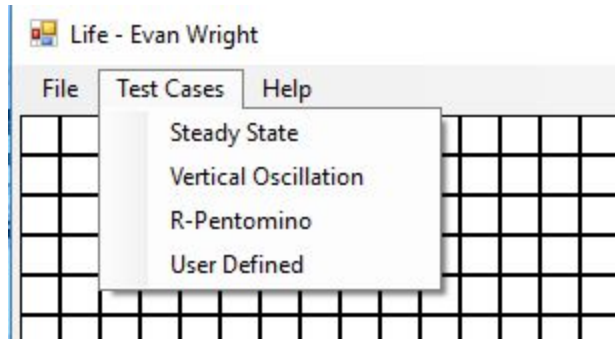 Life - Evan Wright
File Test Cases Help
Steady State
Vertical Oscillation
R-Pentomino
User Defined